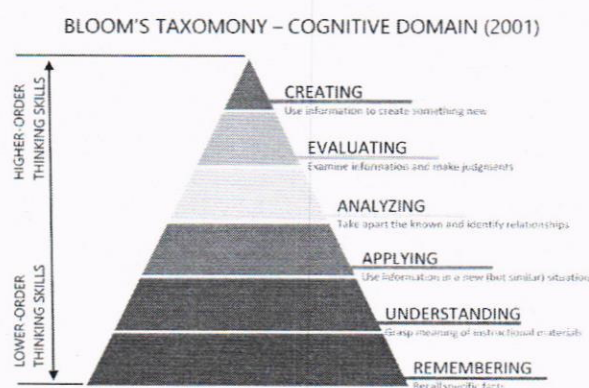 BLOOM'S TAXOMONY – COGNITIVE DOMAIN (2001)
HIGHER-ORDER
THINKING SKILLS
CREATING
Use information to create something new
EVALUATING
Examine information and make judgments
ANALYZING
Take apart the known and identify relationships
APPLYING
Use information in a new (but similar) situation
LOWER-ORDER
THINKING SKILLS
UNDERSTANDING
Grasp meaning of instructional materials
REMEMBERING
Recall specific facts